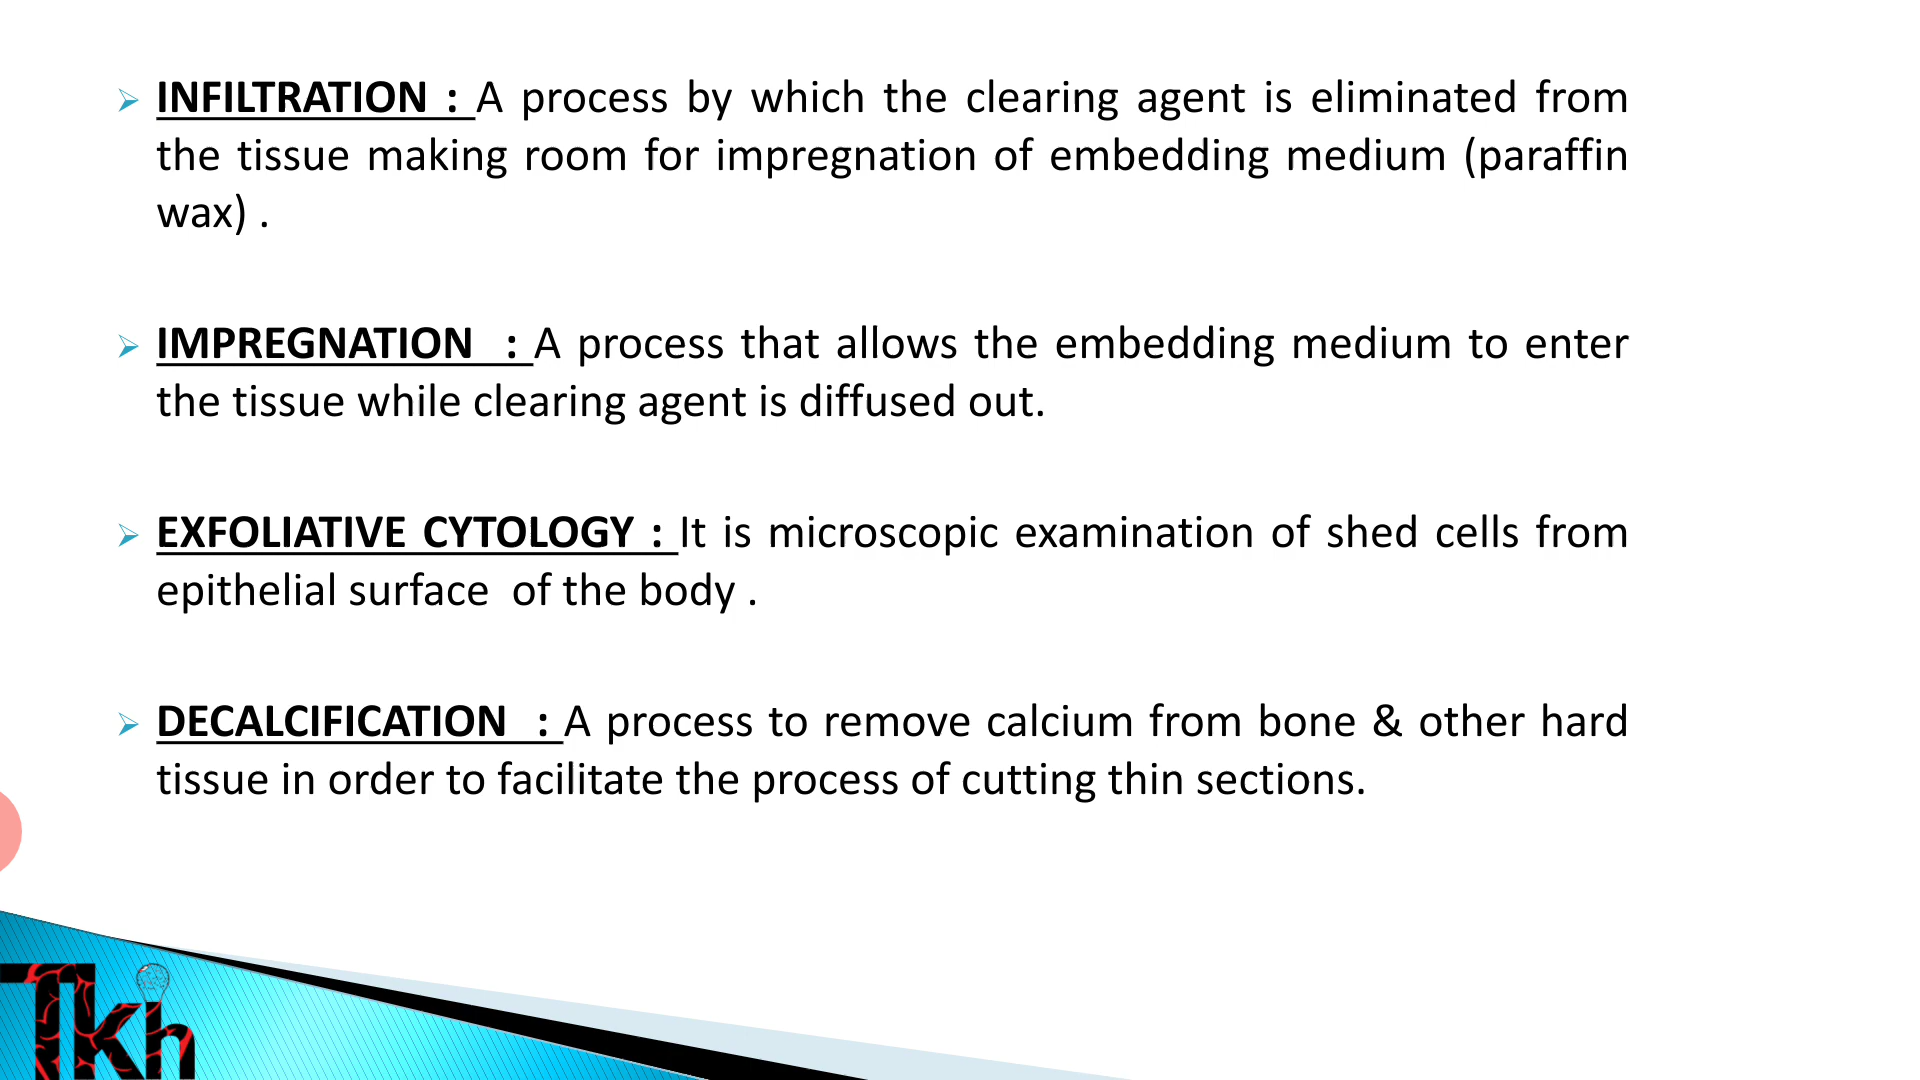 INFILTRATION : A process by which the clearing agent is eliminated from
the tissue making room for impregnation of embedding medium (paraffin
wax) .
IMPREGNATION  : A process that allows the embedding medium to enter
the tissue while clearing agent is diffused out.
EXFOLIATIVE CYTOLOGY : It is microscopic examination of shed cells from
epithelial surface  of the body .
DECALCIFICATION  : A process to remove calcium from bone & other hard
tissue in order to facilitate the process of cutting thin sections.
Tkh